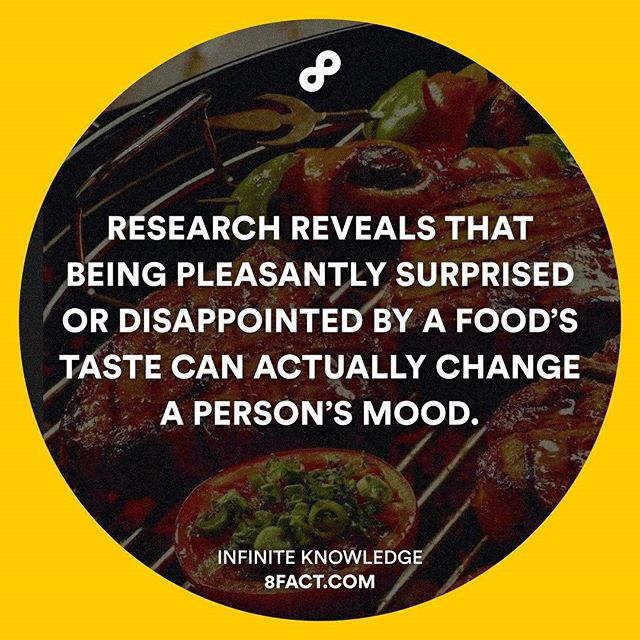 RESEARCH REVEALS THAT
BEING PLEASANTLY SURPRISED
OR DISAPPOINTED BY A FOOD'S
TASTE CAN ACTUALLY CHANGE
A PERSON'S MOOD.
INFINITE KNOWLEDGE
8FACT.COM